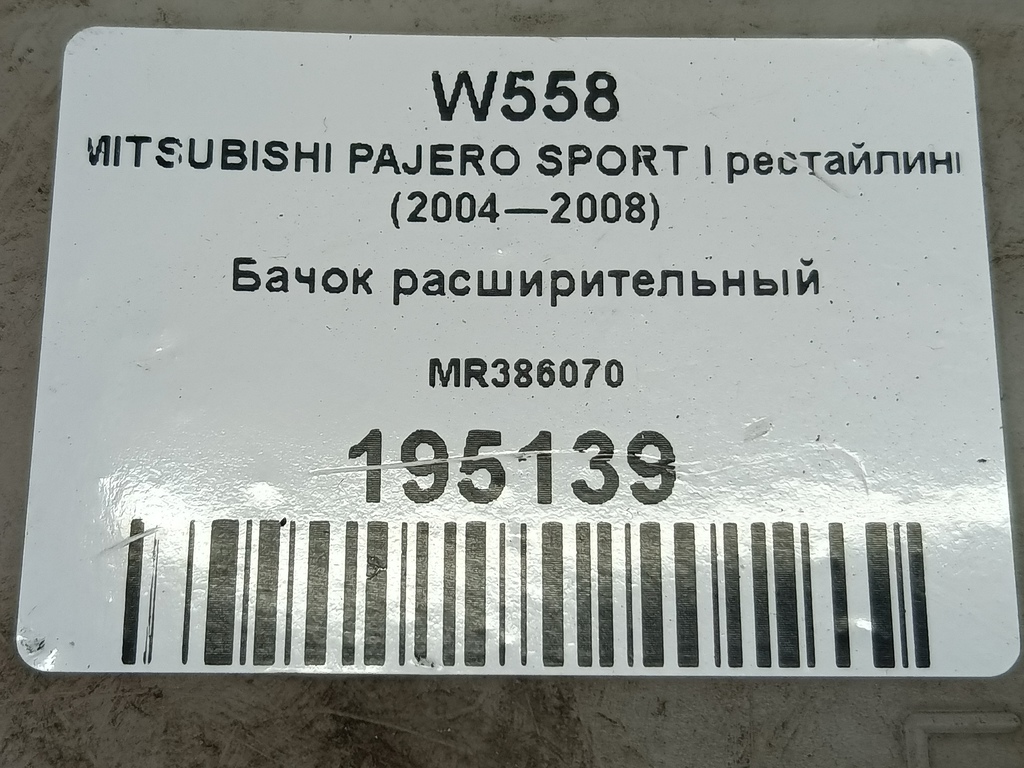 W558
MITSUBISHI PAJERO SPORT I рестайлинг
(2004—2008)
Бачок расширительный
MR386070
195139